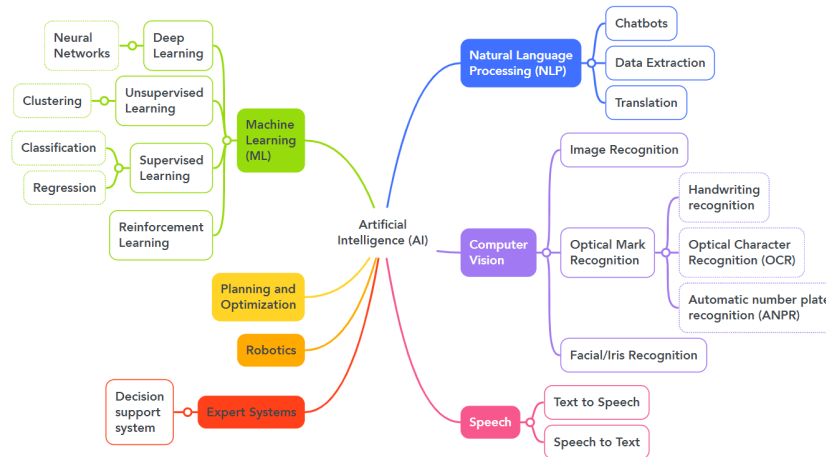 Artificial
Intelligence (AI)
Machine
Learning
(ML)
Deep
Learning
Neural
Networks
Unsupervised
Learning
Clustering
Supervised
Learning
Classification
Regression
Reinforcement
Learning
Planning and
Optimization
Robotics
Expert Systems
Decision
support
system
Natural Language
Processing (NLP)
Chatbots
Data Extraction
Translation
Computer
Vision
Image Recognition
Optical Mark
Recognition
Handwriting
recognition
Optical Character
Recognition (OCR)
Automatic number plate
recognition (ANPR)
Facial/Iris Recognition
Speech
Text to Speech
Speech to Text